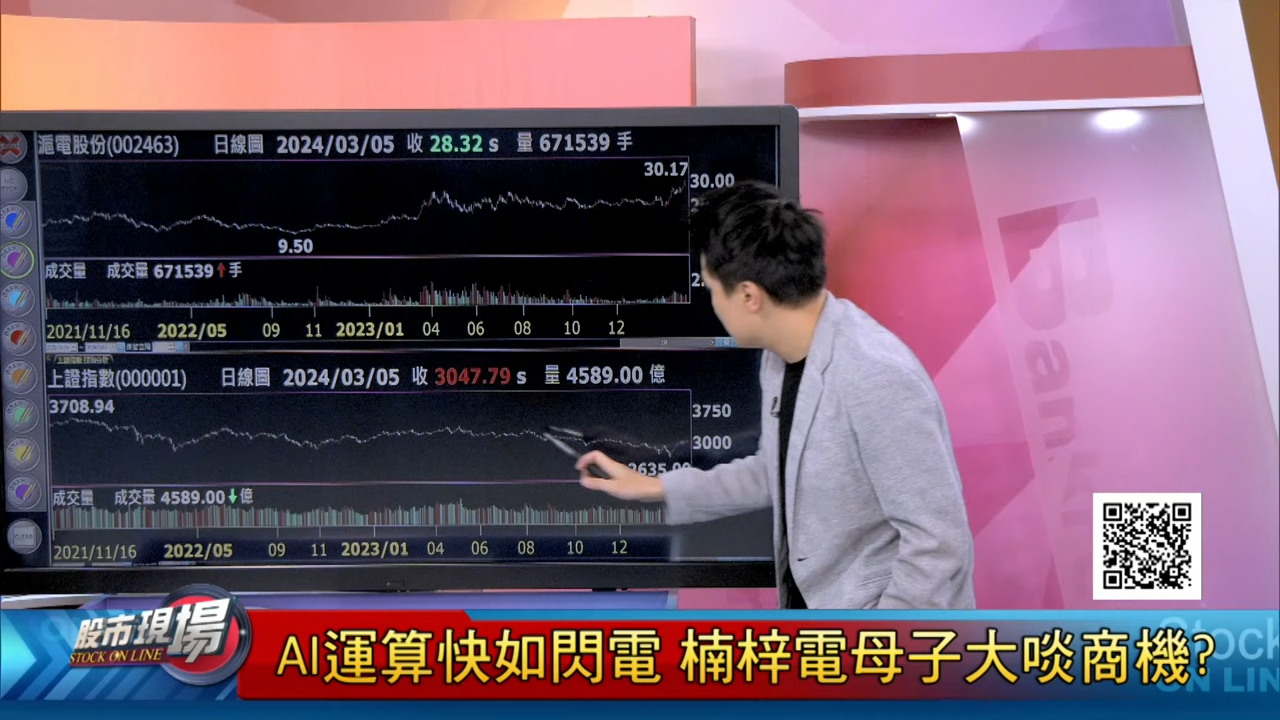 滬電股份(002463) 日線圖 2024/03/05 收 28.32 s 量 671539 手
30.17
30.00
9.50
成交量 成交量 671539↑手
2021/11/16 2022/05 09 11 2023/01 04 06 08 10 12
上證指數(000001) 日線圖 2024/03/05 收 3047.79 s 量 4589.00 億
3708.94
3750
3000
成交量 成交量 4589.00↓億
2021/11/16 2022/05 09 11 2023/01 04 06 08 10 12
CLEAR
Bank
股市現場
STOCK ON LINE
AI運算快如閃電 楠梓電母子大啖商機?
Stock
ON LIN